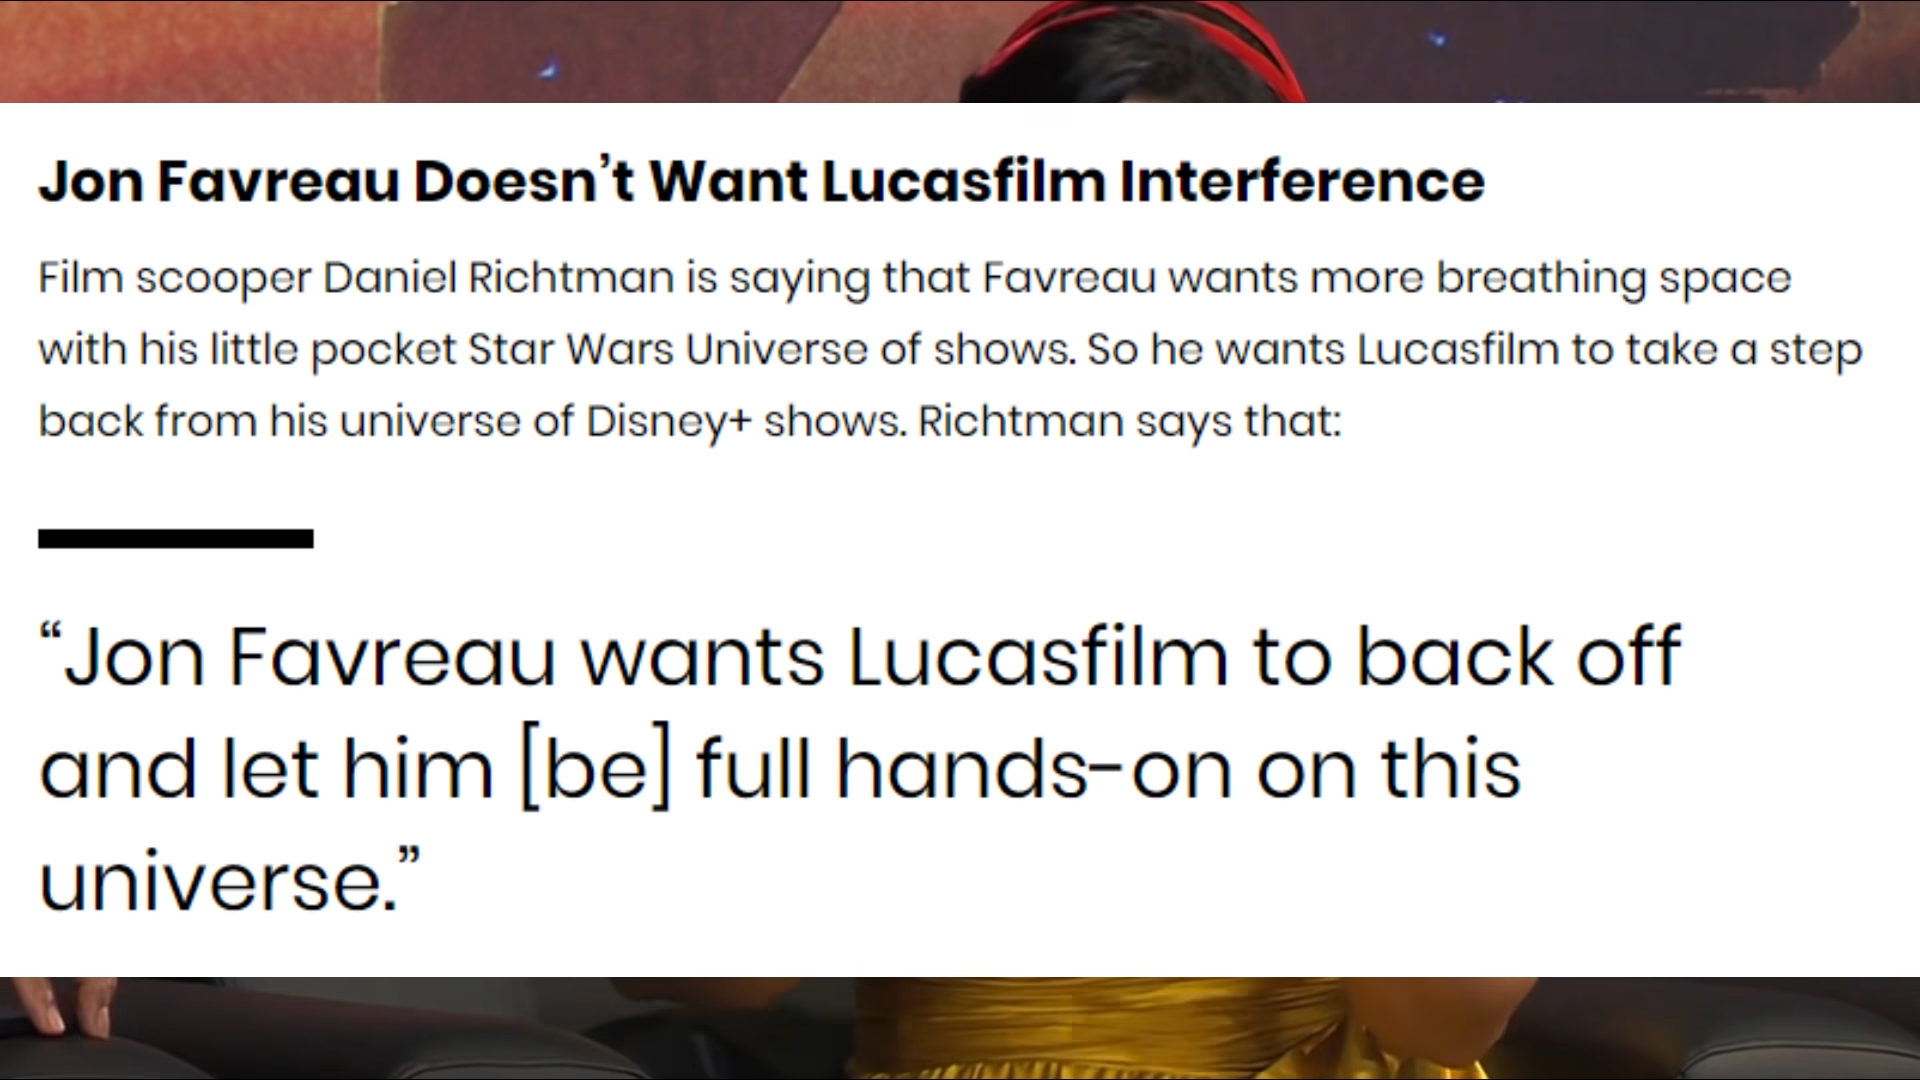 Jon Favreau Doesn’t Want Lucasfilm Interference
Film scooper Daniel Richtman is saying that Favreau wants more breathing space
with his little pocket Star Wars Universe of shows. So he wants Lucasfilm to take a step
back from his universe of Disney+ shows. Richtman says that:
“Jon Favreau wants Lucasfilm to back off
and let him [be] full hands-on on this
universe.”